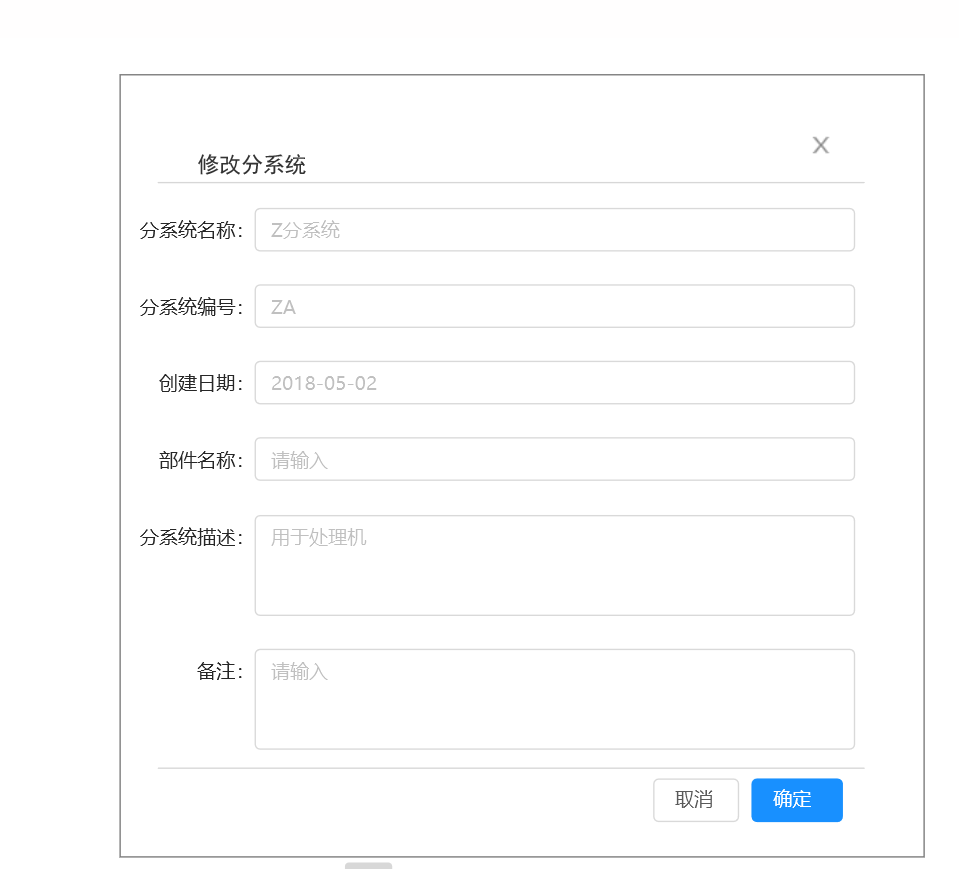 X
修改分系统
分系统名称: Z分系统
分系统编号: ZA
创建日期: 2018-05-02
部件名称: 请输入
分系统描述: 用于处理机
备注: 请输入
取消 确定